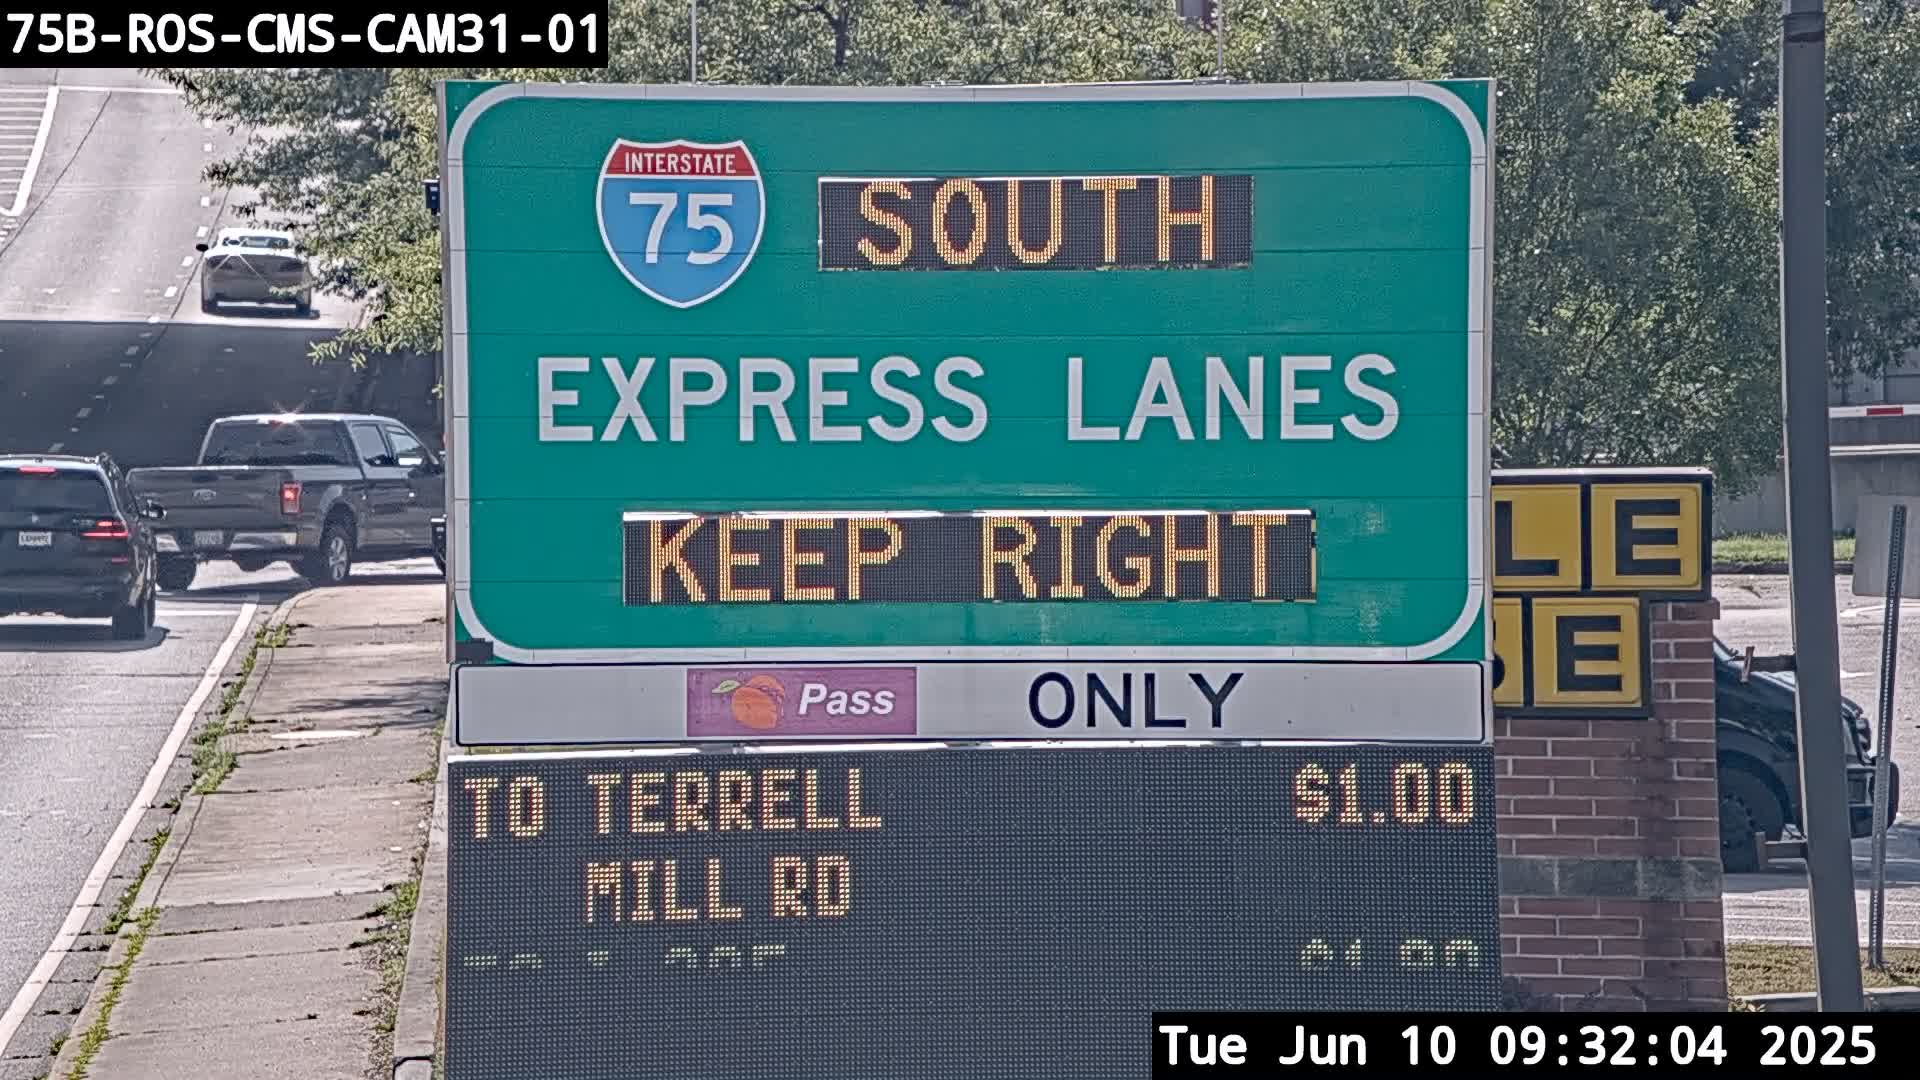 75B-ROS-CMS-CAM31-01
INTERSTATE
75
SOUTH
EXPRESS LANES
KEEP RIGHT
Pass ONLY
TO TERRELL $1.00
MILL RD
LE
E
Tue Jun 10 09:32:04 2025